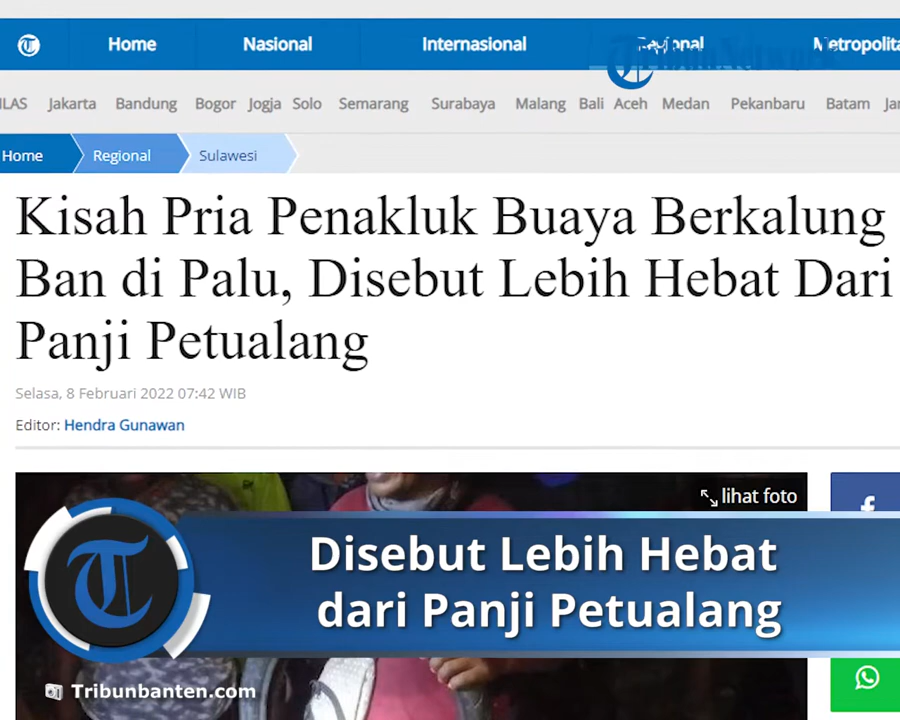 Home Nasional Internasional Regional
Jakarta Bandung Bogor Jogja Solo Semarang Surabaya Malang Bali Aceh Medan Pekanbaru Batam
Home Regional Sulawesi
Kisah Pria Penakluk Buaya Berkalung
Ban di Palu, Disebut Lebih Hebat Dari
Panji Petualang
Selasa, 8 Februari 2022 07:42 WIB
Editor: Hendra Gunawan
lihat foto
Disebut Lebih Hebat
dari Panji Petualang
Tribunbanten.com